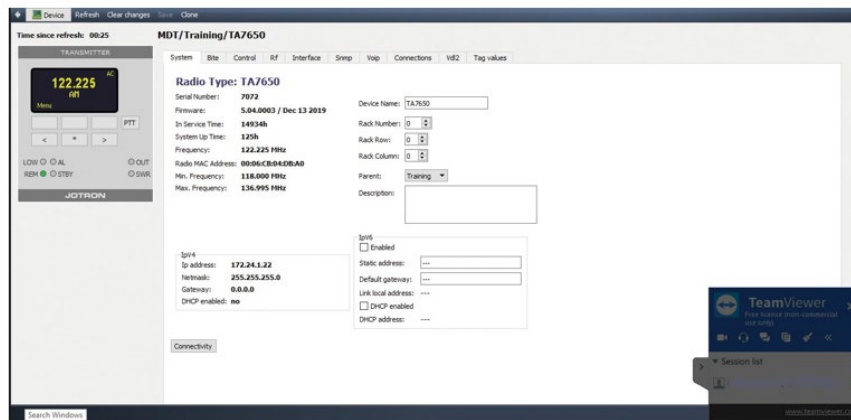 Device Refresh Clear changes Save Clone
Time since refresh: 00:25
MDT/Training/TA7650
TRANSMITTER
122.225
AC
AM
Menu
PTT
< * >
LOW AL OUT
REM STBY SWR
JOTRON
System Bite Control Rf Interface Snmp Voip Connections Vdl2 Tag values
Radio Type: TA7650
Serial Number: 7072
Firmware: 5.04.0003 / Dec 13 2019
In Service Time: 14934h
System Up Time: 125h
Frequency: 122.225 MHz
Radio MAC Address: 00:06:CB:04:DB:A0
Min. Frequency: 118.000 MHz
Max. Frequency: 136.995 MHz
Device Name: TA7650
Rack Number: 0
Rack Row: 0
Rack Column: 0
Parent: Training
Description:
IpV4
Ip address: 172.24.1.22
Netmask: 255.255.255.0
Gateway: 0.0.0.0
DHCP enabled: no
IpV6
Enabled
Static address: ---
Default gateway: ---
Link local address: ---
DHCP enabled
DHCP address: ---
Connectivity
TeamViewer
Free license (non-commercial
use only)
Session list
www.teamviewer.co
Search Windows